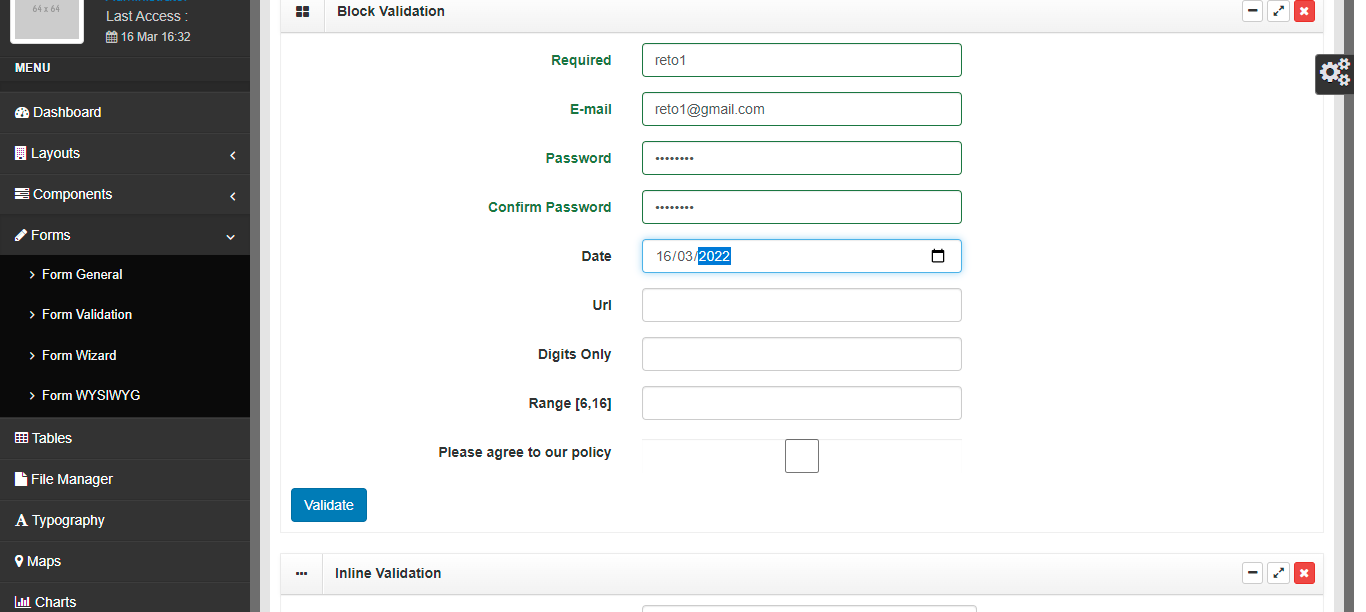 64 x 64
Last Access :
16 Mar 16:32
MENU
Dashboard
Layouts
Components
Forms
Form General
Form Validation
Form Wizard
Form WYSIWYG
Tables
File Manager
Typography
Maps
Charts
Block Validation
Required
reto1
E-mail
reto1@gmail.com
Password
••••••••
Confirm Password
••••••••
Date
16/03/2022
Url
Digits Only
Range [6,16]
Please agree to our policy
Validate
Inline Validation